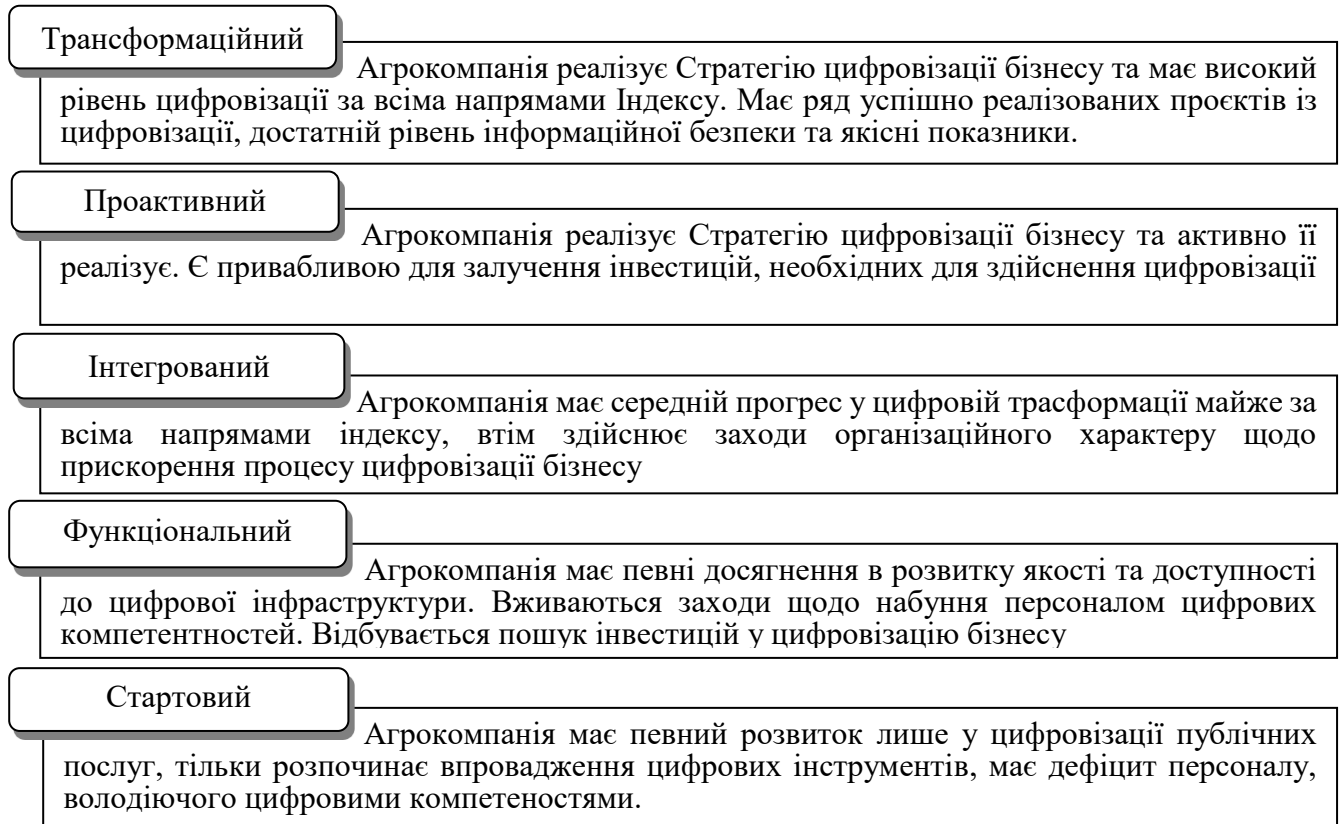 Трансформаційний
Агрокомпанія реалізує Стратегію цифровізації бізнесу та має високий
рівень цифровізації за всіма напрямами Індексу. Має ряд успішно реалізованих проєктів із
цифровізації, достатній рівень інформаційної безпеки та якісні показники.
Проактивний
Агрокомпанія реалізує Стратегію цифровізації бізнесу та активно її
реалізує. Є привабливою для залучення інвестицій, необхідних для здійснення цифровізації
Інтегрований
Агрокомпанія має середній прогрес у цифровій трасформації майже за
всіма напрямами індексу, втім здійснює заходи організаційного характеру щодо
прискорення процесу цифровізації бізнесу
Функціональний
Агрокомпанія має певні досягнення в розвитку якості та доступності
до цифрової інфраструктури. Вживаються заходи щодо набуння персоналом цифрових
компетентностей. Відбувається пошук інвестицій у цифровізацію бізнесу
Стартовий
Агрокомпанія має певний розвиток лише у цифровізації публічних
послуг, тільки розпочинає впровадження цифрових інструментів, має дефіцит персоналу,
володіючого цифровими компетеностями.